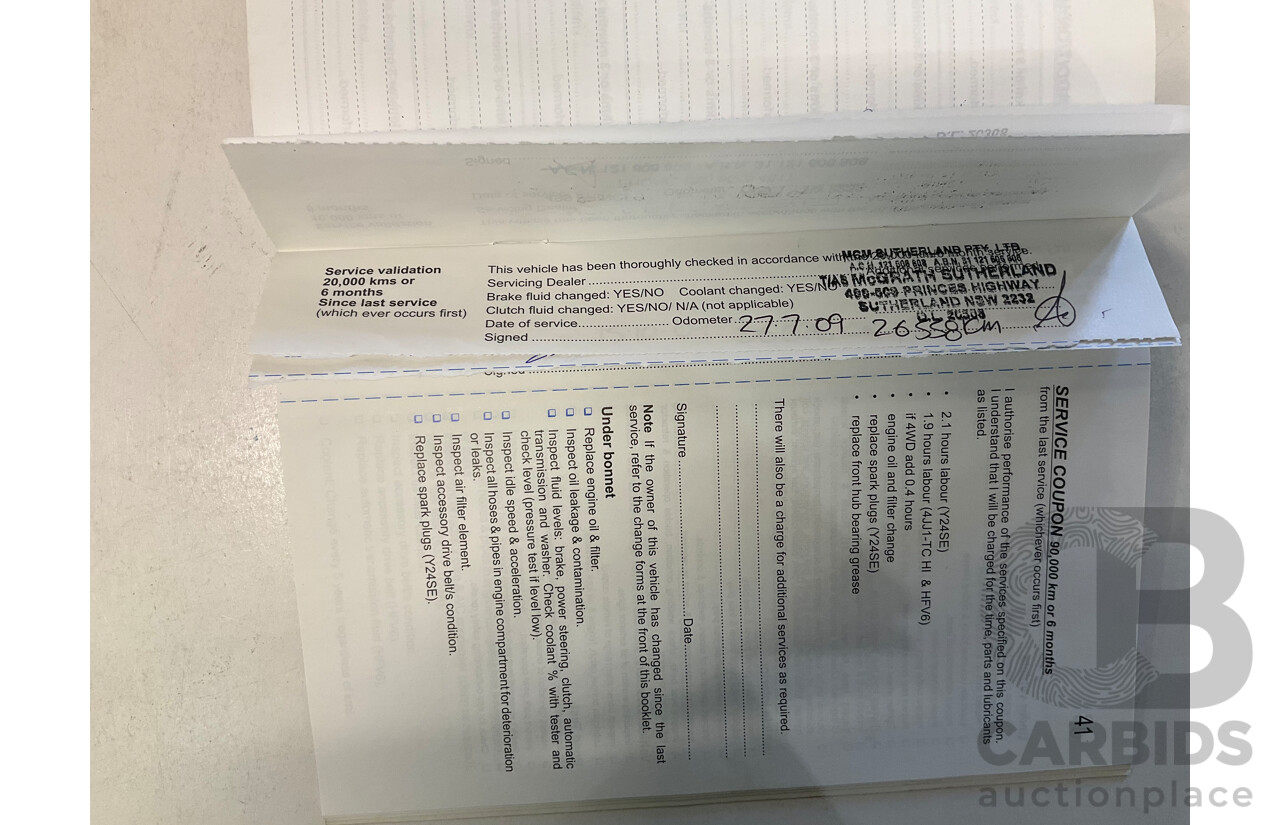 D.L. 20308
Signed
Service validation
20,000 kms or
6 months
Since last service
(which ever occurs first)
This vehicle has been thoroughly checked in accordance with
Servicing Dealer
Brake fluid changed: YES/NO Coolant changed: YES/NO
Clutch fluid changed: YES/NO/ N/A (not applicable)
Date of service Odometer
Signed
MGM SUTHERLAND PTY. LTD.
A.C.N. 121 608 608 A.B.N. 31 121 608 608
T/AS McGRATH SUTHERLAND
PRINCES HIGHWAY
SUTHERLAND NSW 2232
D.L. 20308
27.7.09 26558km
SERVICE COUPON 90,000 km or 6 months
from the last service (whichever occurs first)
I authorise performance of the services specified on this coupon.
I understand that I will be charged for the time, parts and lubricants
as listed.
• 2.1 hours labour (Y24SE)
• 1.9 hours labour (4JJ1-TC HI & HFV6)
• if 4WD add 0.4 hours
• engine oil and filter change
• replace spark plugs (Y24SE)
• replace front hub bearing grease
There will also be a charge for additional services as required.
Signature Date
Note If the owner of this vehicle has changed since the last
service, refer to the change forms at the front of this booklet.
Under bonnet
❑ Replace engine oil & filter.
❑ Inspect oil leakage & contamination.
❑ Inspect fluid levels: brake, power steering, clutch, automatic
transmission and washer. Check coolant % with tester and
check level (pressure test if level low).
❑ Inspect idle speed & acceleration.
❑ Inspect all hoses & pipes in engine compartment for deterioration
or leaks.
❑ Inspect air filter element.
❑ Inspect accessory drive belt/s condition.
❑ Replace spark plugs (Y24SE).
41
CARBIDS
auctionplace